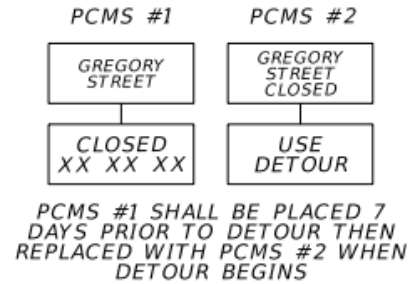 PCMS #1
PCMS #2
GREGORY
STREET
GREGORY
STREET
CLOSED
CLOSED
XX XX XX
USE
DETOUR
PCMS #1 SHALL BE PLACED 7
DAYS PRIOR TO DETOUR THEN
REPLACED WITH PCMS #2 WHEN
DETOUR BEGINS